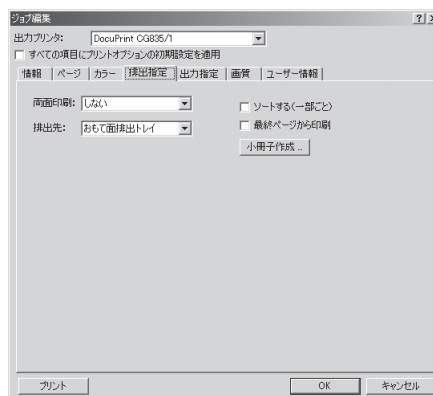 ジョブ編集
出力プリンタ: DocuPrint CG835/1
すべての項目にプリントオプションの初期設定を適用
情報 ページ カラー 排出指定 出力指定 画質 ユーザー情報
両面印刷: しない ソートする(一部ごと)
最終ページから印刷
排出先: おもて面排出トレイ
小冊子作成 ..
プリント OK キャンセル